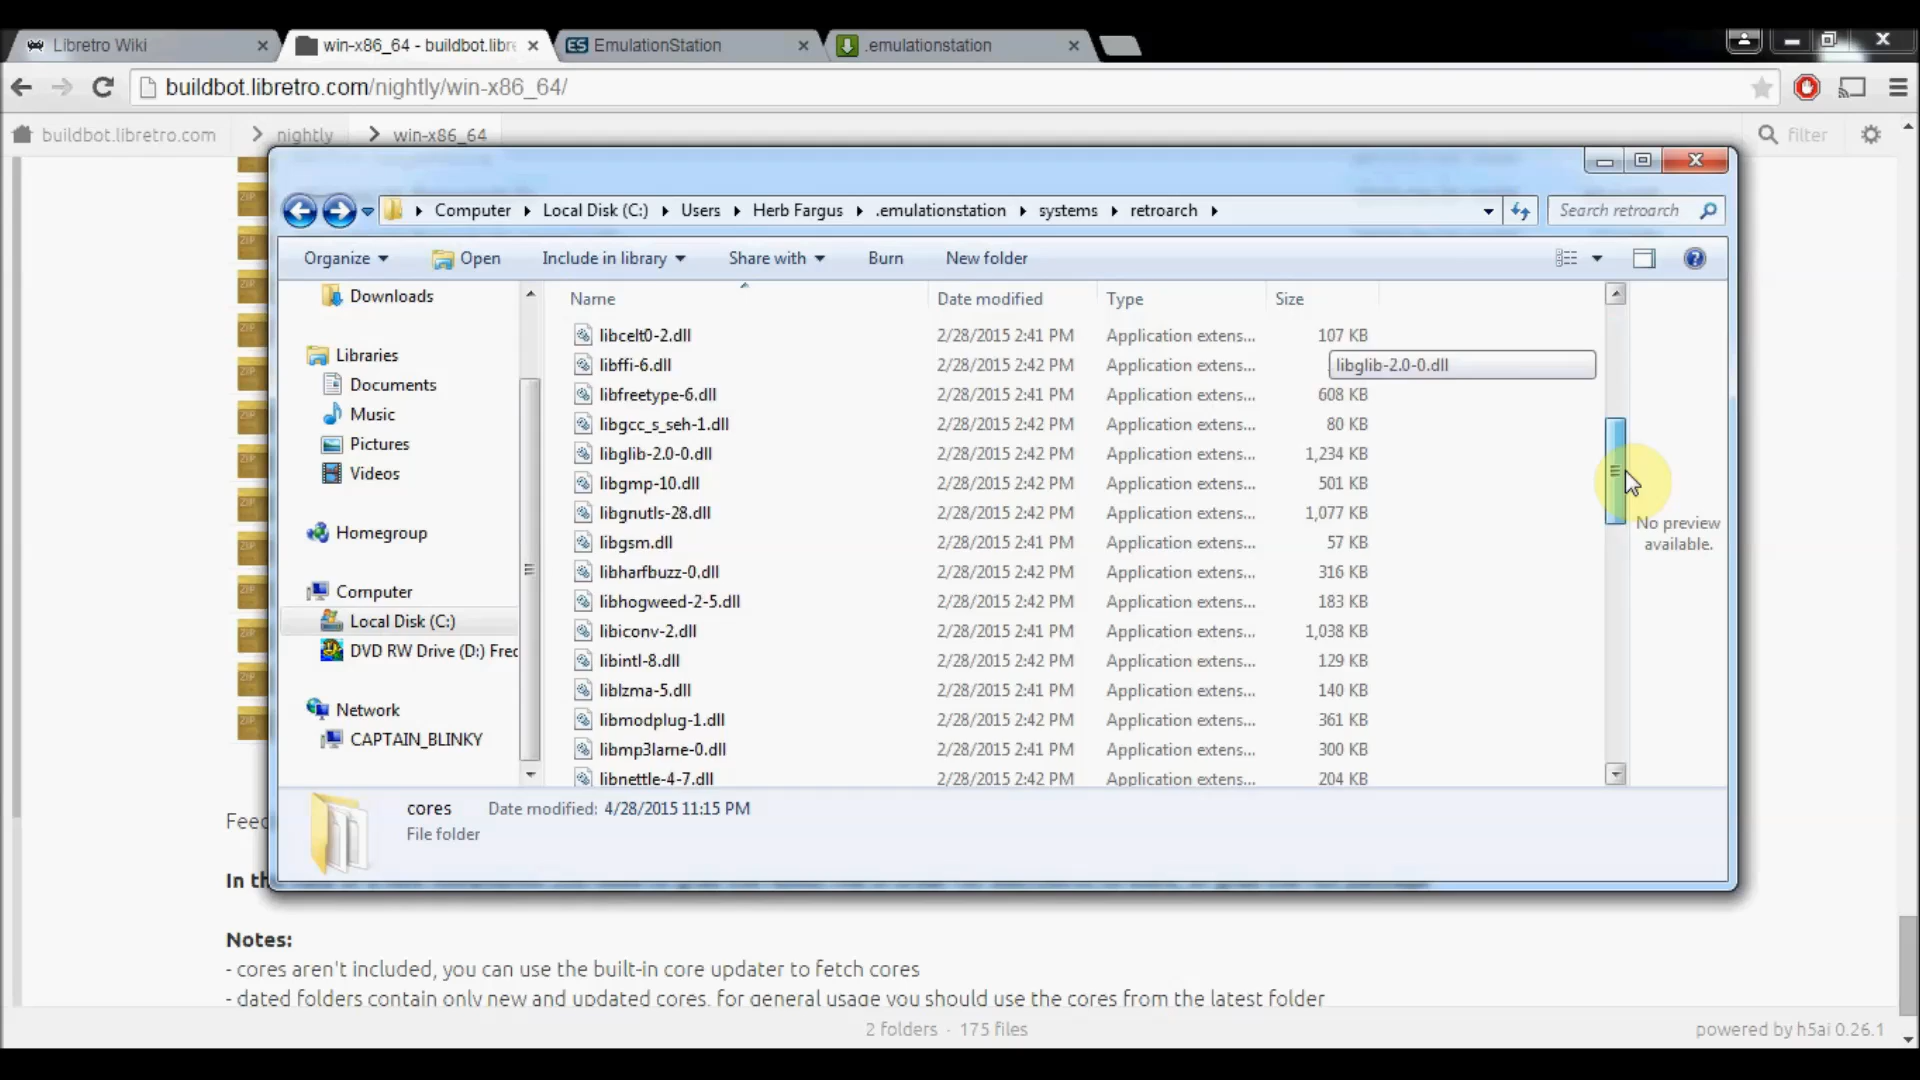 Libretro Wiki
win-x86_64 - buildbot.libre
EmulationStation
.emulationstation
buildbot.libretro.com/nightly/win-x86_64/
buildbot.libretro.com nightly win-x86_64 filter
Computer Local Disk (C:) Users Herb Fargus .emulationstation systems retroarch
Search retroarch
Organize Open Include in library Share with Burn New folder
Downloads
Libraries
Documents
Music
Pictures
Videos
Homegroup
Computer
Local Disk (C:)
DVD RW Drive (D:) Fred
Network
CAPTAIN_BLINKY
Name Date modified Type Size
libcelt0-2.dll 2/28/2015 2:41 PM Application extens... 107 KB
libffi-6.dll 2/28/2015 2:42 PM Application extens...
libglib-2.0-0.dll
libfreetype-6.dll 2/28/2015 2:42 PM Application extens... 608 KB
libgcc_s_seh-1.dll 2/28/2015 2:42 PM Application extens... 80 KB
libglib-2.0-0.dll 2/28/2015 2:42 PM Application extens... 1,234 KB
libgmp-10.dll 2/28/2015 2:42 PM Application extens... 501 KB
libgnutls-28.dll 2/28/2015 2:42 PM Application extens... 1,077 KB
libgsm.dll 2/28/2015 2:41 PM Application extens... 57 KB
libharfbuzz-0.dll 2/28/2015 2:42 PM Application extens... 316 KB
libhogweed-2-5.dll 2/28/2015 2:42 PM Application extens... 183 KB
libiconv-2.dll 2/28/2015 2:41 PM Application extens... 1,038 KB
libintl-8.dll 2/28/2015 2:42 PM Application extens... 129 KB
liblzma-5.dll 2/28/2015 2:41 PM Application extens... 140 KB
libmodplug-1.dll 2/28/2015 2:42 PM Application extens... 361 KB
libmp3lame-0.dll 2/28/2015 2:41 PM Application extens... 300 KB
libnettle-4-7.dll 2/28/2015 2:42 PM Application extens... 204 KB
No preview
available.
cores Date modified: 4/28/2015 11:15 PM
File folder
Feed
In th
Notes:
- cores aren't included, you can use the built-in core updater to fetch cores
- dated folders contain only new and updated cores, for general usage you should use the cores from the latest folder
2 folders · 175 files
powered by h5ai 0.26.1